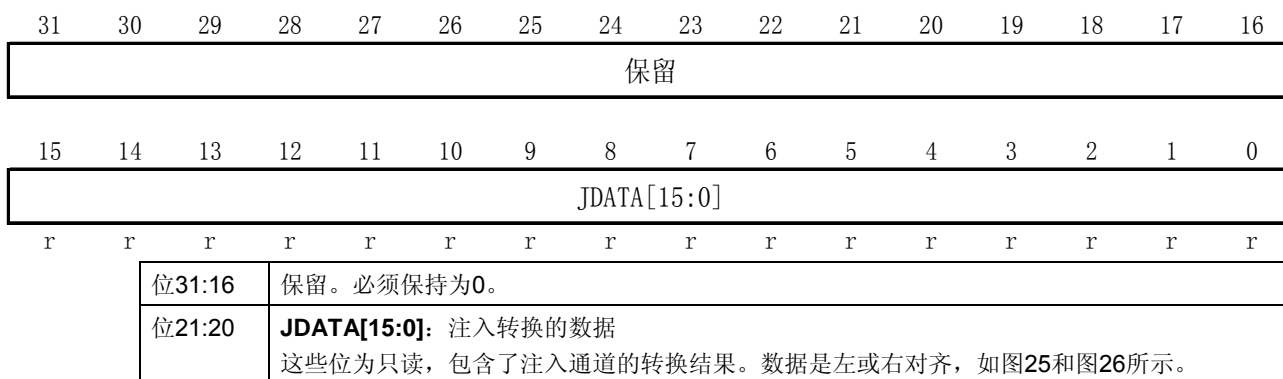 31 30 29 28 27 26 25 24 23 22 21 20 19 18 17 16
保留
15 14 13 12 11 10 9 8 7 6 5 4 3 2 1 0
JDATA[15:0]
r r r r r r r r r r r r r r r r
位31:16 保留。必须保持为0。
位21:20 JDATA[15:0]：注入转换的数据
这些位为只读，包含了注入通道的转换结果。数据是左或右对齐，如图25和图26所示。